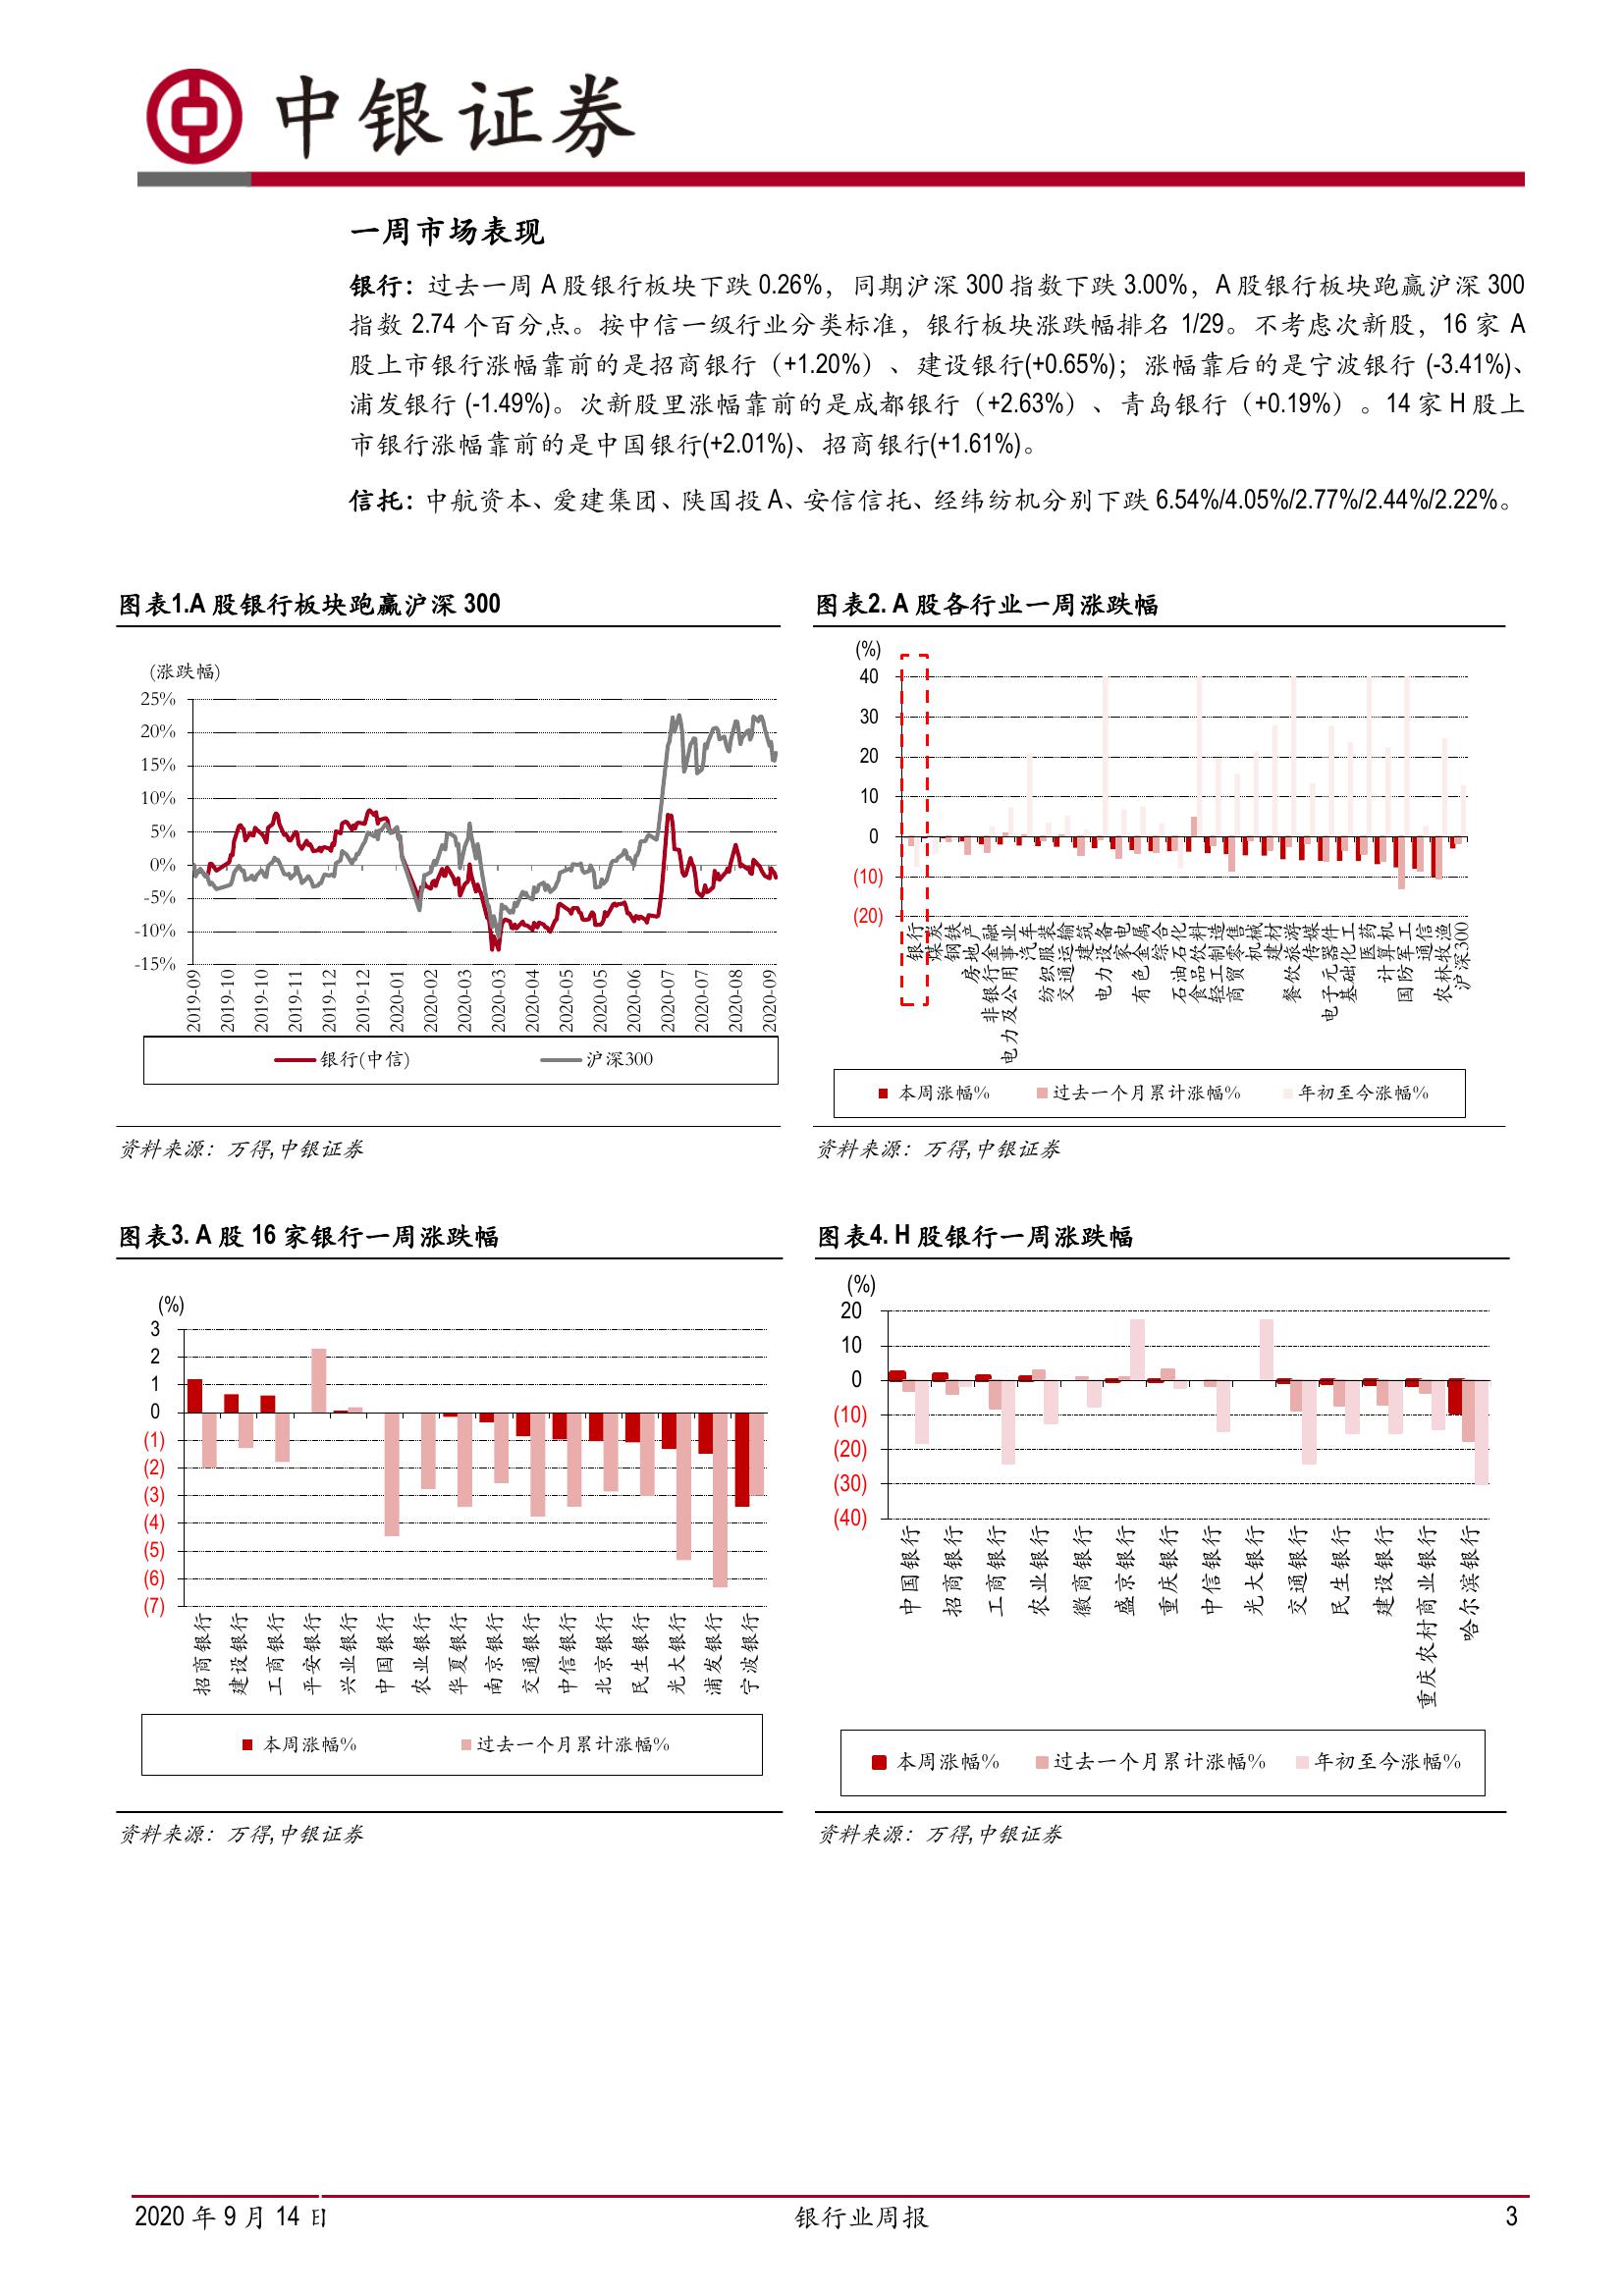 中银证券
一周市场表现
银行：过去一周 A 股银行板块下跌 0.26%，同期沪深 300 指数下跌 3.00%，A 股银行板块跑赢沪深 300
指数 2.74 个百分点。按中信一级行业分类标准，银行板块涨跌幅排名 1/29。不考虑次新股，16 家 A
股上市银行涨幅靠前的是招商银行（+1.20%）、建设银行(+0.65%)；涨幅靠后的是宁波银行 (-3.41%)、
浦发银行 (-1.49%)。次新股里涨幅靠前的是成都银行（+2.63%）、青岛银行（+0.19%）。14 家 H 股上
市银行涨幅靠前的是中国银行(+2.01%)、招商银行(+1.61%)。
信托：中航资本、爱建集团、陕国投 A、安信信托、经纬纺机分别下跌 6.54%/4.05%/2.77%/2.44%/2.22%。
图表1.A 股银行板块跑赢沪深 300
(涨跌幅)
25%
20%
15%
10%
5%
0%
-5%
-10%
-15%
2019-09
2019-10
2019-10
2019-11
2019-12
2019-12
2020-01
2020-02
2020-03
2020-03
2020-04
2020-05
2020-05
2020-06
2020-07
2020-07
2020-08
2020-09
银行(中信)
沪深300
资料来源：万得,中银证券
图表2. A 股各行业一周涨跌幅
(%)
40
30
20
10
0
(10)
(20)
银行
煤炭
钢铁
房地产
非银行金融
电力及公用事业
汽车
纺织服装
交通运输
建筑
电力设备
家电
有色金属
综合
石油石化
食品饮料
轻工制造
商贸零售
机械
建材
餐饮旅游
传媒
电子元器件
基础化工
医药
计算机
国防军工
通信
农林牧渔
沪深300
本周涨幅%
过去一个月累计涨幅%
年初至今涨幅%
资料来源：万得,中银证券
图表3. A 股 16 家银行一周涨跌幅
(%)
3
2
1
0
(1)
(2)
(3)
(4)
(5)
(6)
(7)
招商银行
建设银行
工商银行
平安银行
兴业银行
中国银行
农业银行
华夏银行
南京银行
交通银行
中信银行
北京银行
民生银行
光大银行
浦发银行
宁波银行
本周涨幅%
过去一个月累计涨幅%
资料来源：万得,中银证券
图表4. H 股银行一周涨跌幅
(%)
20
10
0
(10)
(20)
(30)
(40)
中国银行
招商银行
工商银行
农业银行
徽商银行
盛京银行
重庆银行
中信银行
光大银行
交通银行
民生银行
建设银行
重庆农村商业银行
哈尔滨银行
本周涨幅%
过去一个月累计涨幅%
年初至今涨幅%
资料来源：万得,中银证券
2020 年 9 月 14 日
银行业周报
3